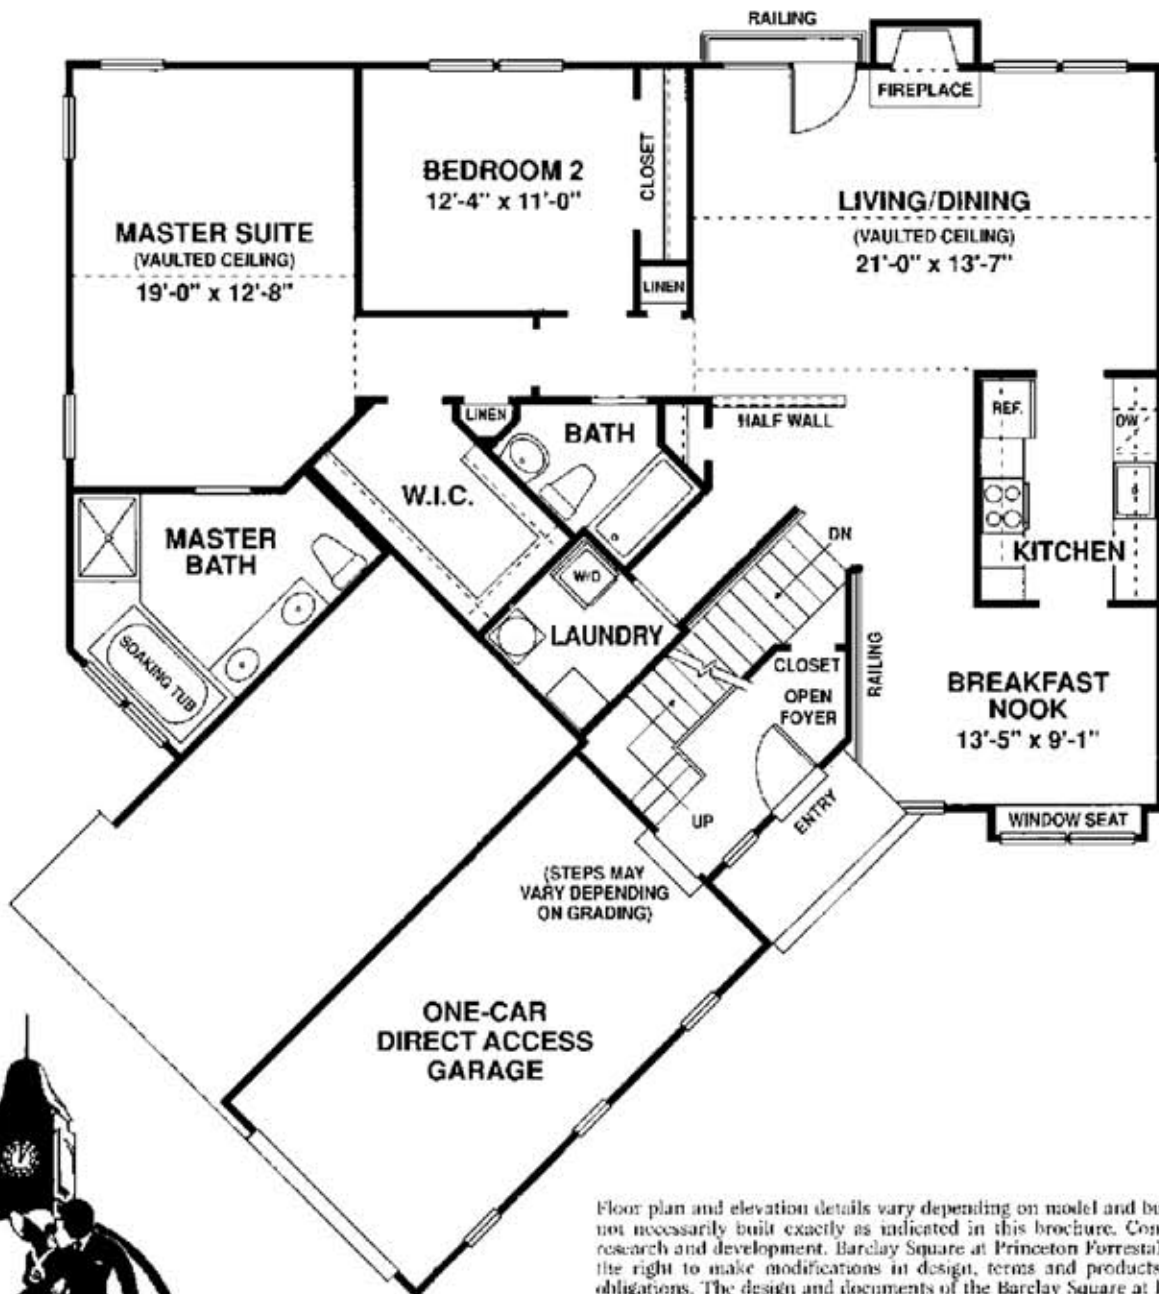 RAILING
FIREPLACE
CLOSET
BEDROOM 2
12'-4" x 11'-0"
LIVING/DINING
(VAULTED CEILING)
21'-0" x 13'-7"
MASTER SUITE
(VAULTED CEILING)
19'-0" x 12'-8"
LINEN
LINEN
BATH
HALF WALL
REF.
DW
W.I.C.
MASTER
BATH
DN
KITCHEN
W/D
LAUNDRY
SOAKING TUB
CLOSET
OPEN
FOYER
RAILING
BREAKFAST
NOOK
13'-5" x 9'-1"
UP
ENTRY
WINDOW SEAT
(STEPS MAY
VARY DEPENDING
ON GRADING)
ONE-CAR
DIRECT ACCESS
GARAGE
Floor plan and elevation details vary depending on model and bu
not necessarily built exactly as indicated in this brochure. Con
research and development. Barclay Square at Princeton Forrestal
the right to make modifications in design, terms and products
obligations. The design and documents of the Barclay Square at